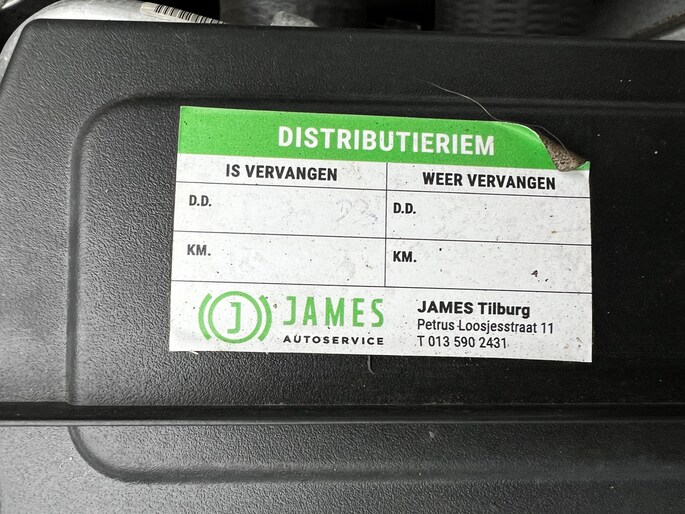 DISTRIBUTIERIEM
IS VERVANGEN
WEER VERVANGEN
D.D.
D.D.
KM.
KM.
J JAMES
AUTOSERVICE
JAMES Tilburg
Petrus Loosjesstraat 11
T 013 590 2431